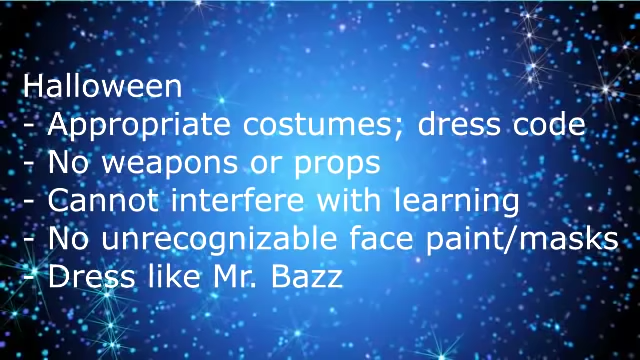 Halloween
- Appropriate costumes; dress code
- No weapons or props
- Cannot interfere with learning
- No unrecognizable face paint/masks
- Dress like Mr. Bazz